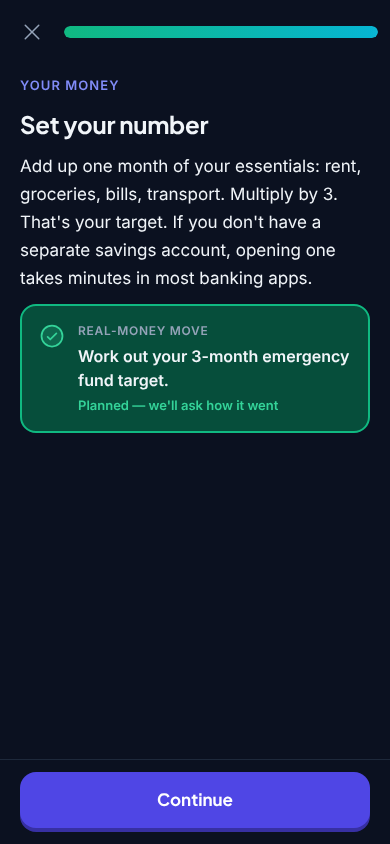 YOUR MONEY
Set your number
Add up one month of your essentials: rent,
groceries, bills, transport. Multiply by 3.
That's your target. If you don't have a
separate savings account, opening one
takes minutes in most banking apps.
REAL-MONEY MOVE
Work out your 3-month emergency
fund target.
Planned — we'll ask how it went
Continue